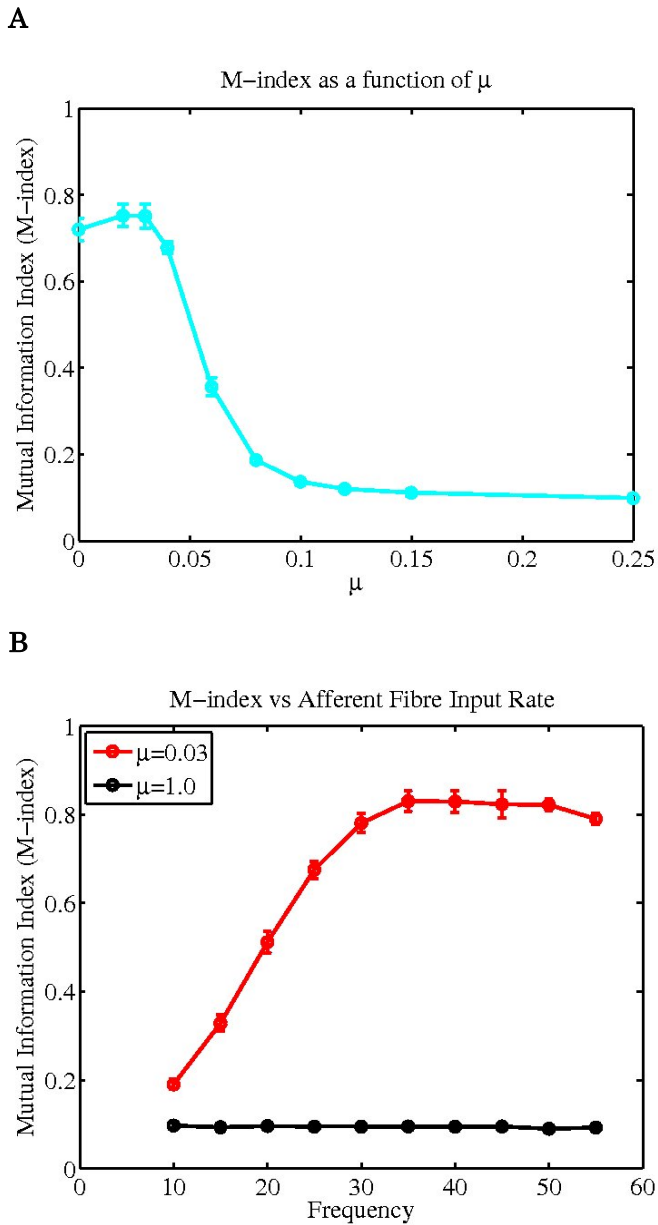 A
M−index as a function of μ
Mutual Information Index (M−index)
1
0.8
0.6
0.4
0.2
0
0 0.05 0.1 0.15 0.2 0.25
μ
B
M−index vs Afferent Fibre Input Rate
Mutual Information Index (M−index)
1
μ=0.03
μ=1.0
0.8
0.6
0.4
0.2
0
0 10 20 30 40 50 60
Frequency